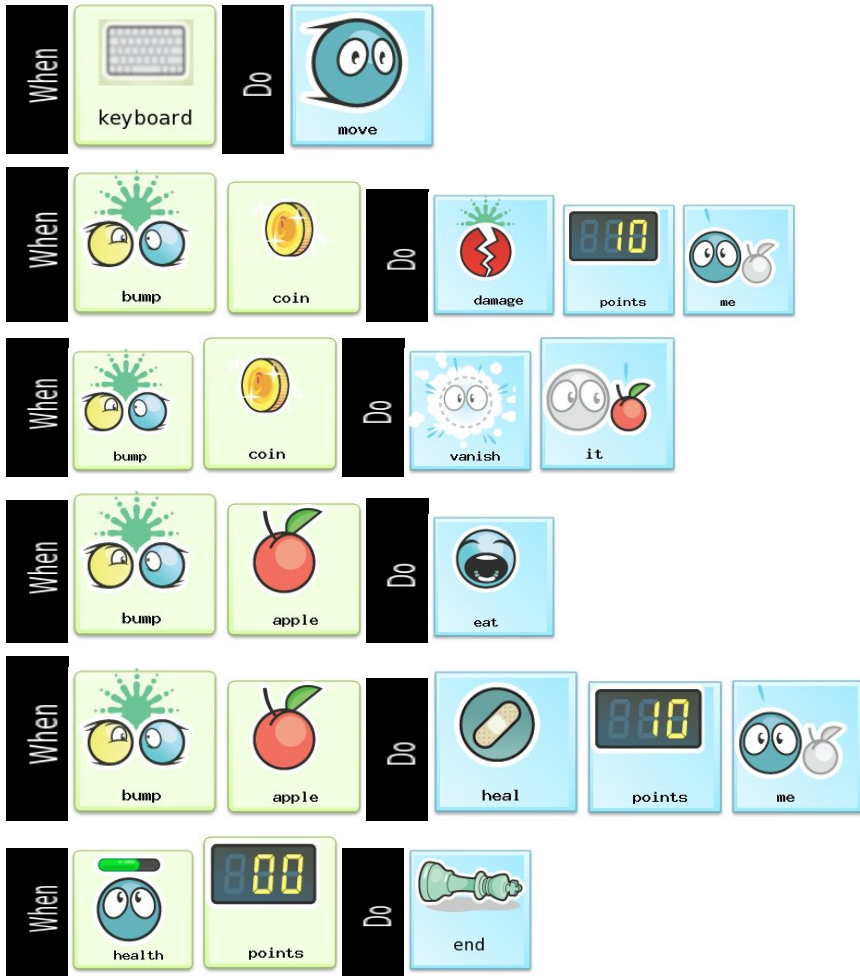 When keyboard Do move
When bump coin Do damage 10 points me
When bump coin Do vanish it
When bump apple Do eat
When bump apple Do heal 10 points me
When health 00 points Do end